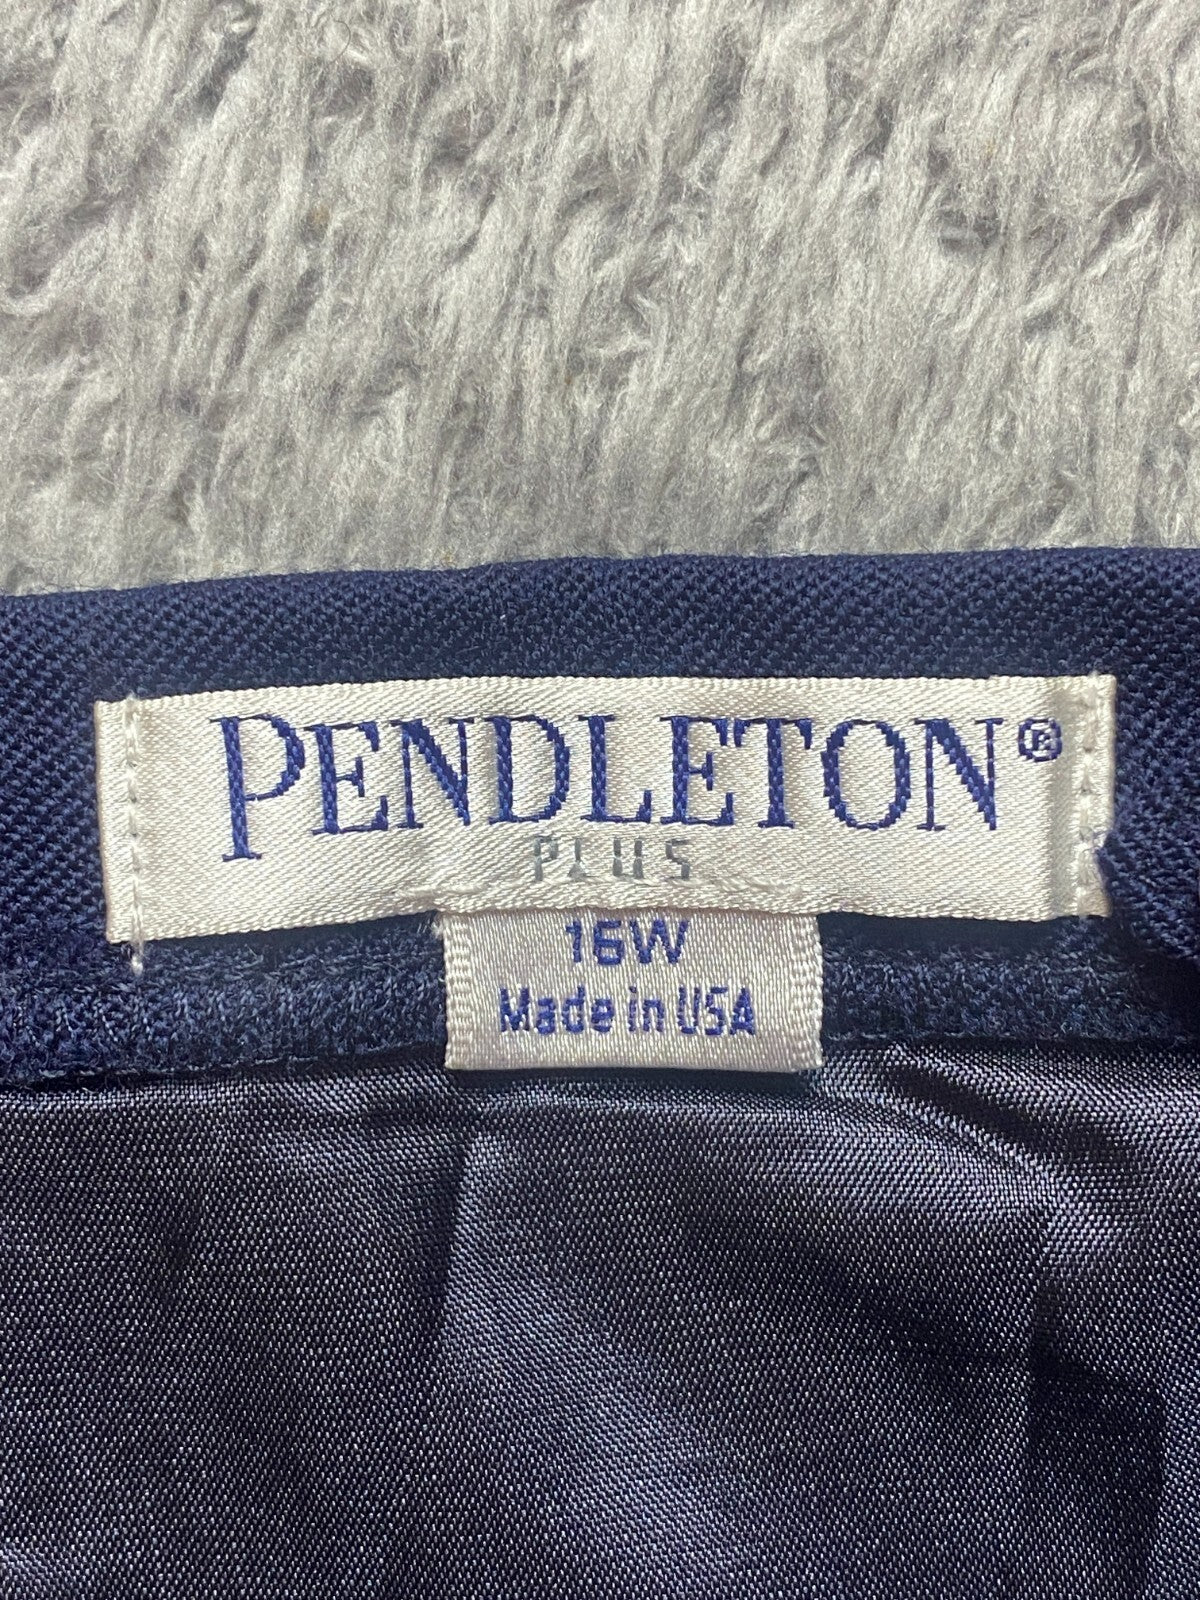 PENDLETON®
PLUS
16W
Made in USA